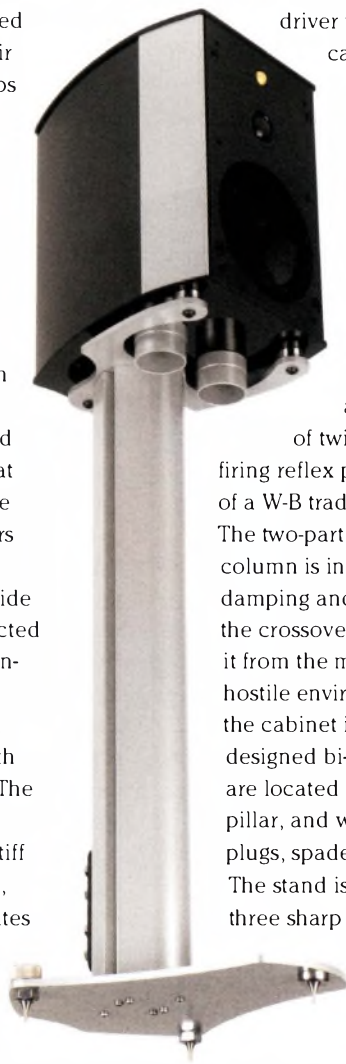 ed
ir
os
n
d
at
e
rs
ide
cted
n-
th
The
tiff
,
tes
driver
ca
a
of twi
firing reflex p
of a W-B trad
The two-part
column is in
damping and
the crossove
it from the m
hostile envir
the cabinet i
designed bi-
are located
pillar, and w
plugs, spade
The stand is
three sharp